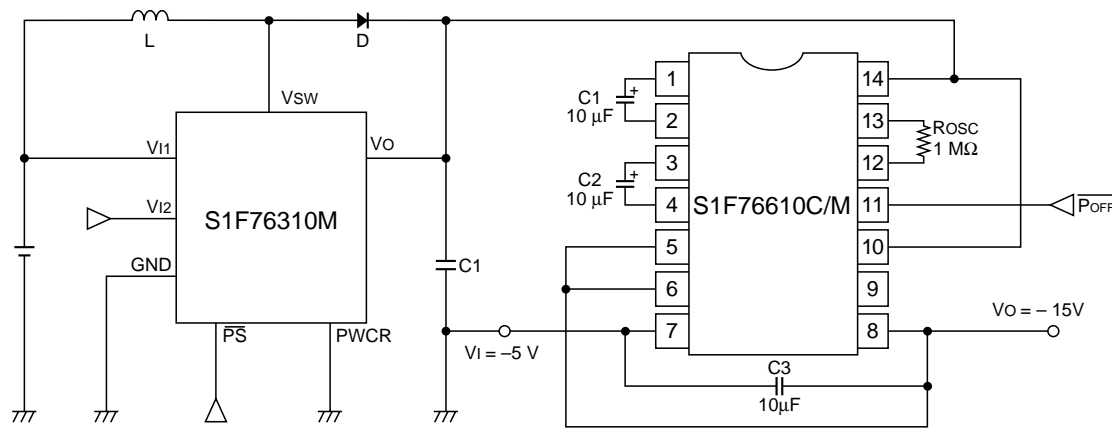 L
D
VSW
VI1
VO
VI2
S1F76310M
GND
PS
PWCR
C1
C1
10 µF
+
C2
10 µF
+
1
2
3
4
5
6
7
S1F76610C/M
14
13
12
11
10
9
8
ROSC
1 MΩ
POFF
VI = –5 V
VO = – 15V
C3
10µF